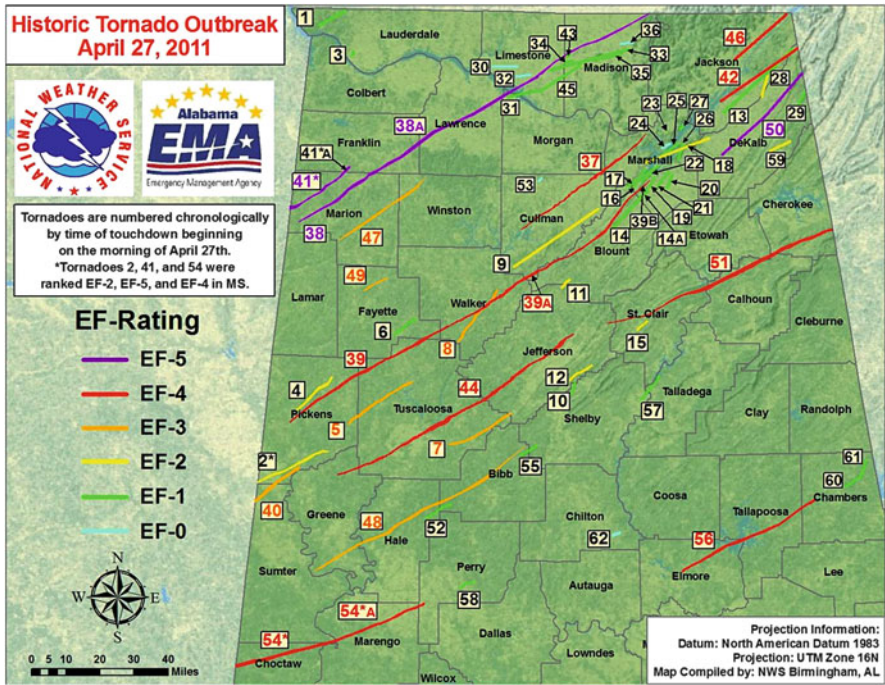 Historic Tornado Outbreak
April 27, 2011
NATIONAL WEATHER SERVICE
Alabama
EMA
Emergency Management Agency
Tornadoes are numbered chronologically
by time of touchdown beginning
on the morning of April 27th.
*Tornadoes 2, 41, and 54 were
ranked EF-2, EF-5, and EF-4 in MS.
EF-Rating
EF-5
EF-4
EF-3
EF-2
EF-1
EF-0
N
W E
S
0 5 10 20 30 40
Miles
1
Lauderdale
43
36
34
Limestone
33
46
3
30
32
Madison
35
Jackson
42
28
Colbert
31
45
23
25
27
13
29
38A
Lawrence
24
26
DeKalb
50
Franklin
Morgan
41*A
37
Marshall
18
59
22
41*
53
17
20
Marion
Winston
Cullman
16
21
Cherokee
38
47
39B
19
14
14A
Etowah
9
Blount
51
49
Lamar
Walker
39A
11
Calhoun
Fayette
St. Clair
6
Cleburne
8
Jefferson
15
39
4
44
12
Talladega
10
Pickens
Tuscaloosa
Shelby
57
Clay
Randolph
5
7
2*
Bibb
55
61
60
Coosa
Chambers
40
Greene
48
52
Chilton
Tallapoosa
Hale
62
56
Sumter
Perry
Elmore
Lee
58
Autauga
54*A
54*
Marengo
Dallas
Choctaw
Lowndes
Wilcox
Projection Information:
Datum: North American Datum 1983
Projection: UTM Zone 16N
Map Compiled by: NWS Birmingham, AL